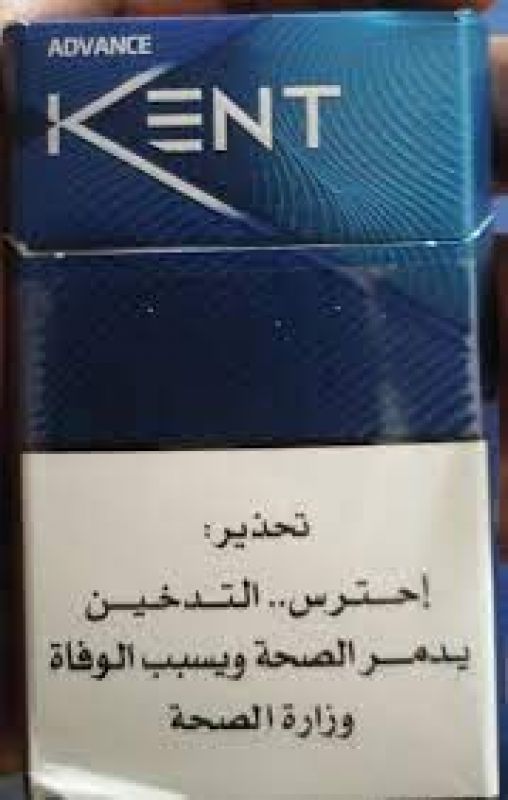 ADVANCE
KENT
تحذير:
إحترس.. التدخين
يدمر الصحة ويسبب الوفاة
وزارة الصحة